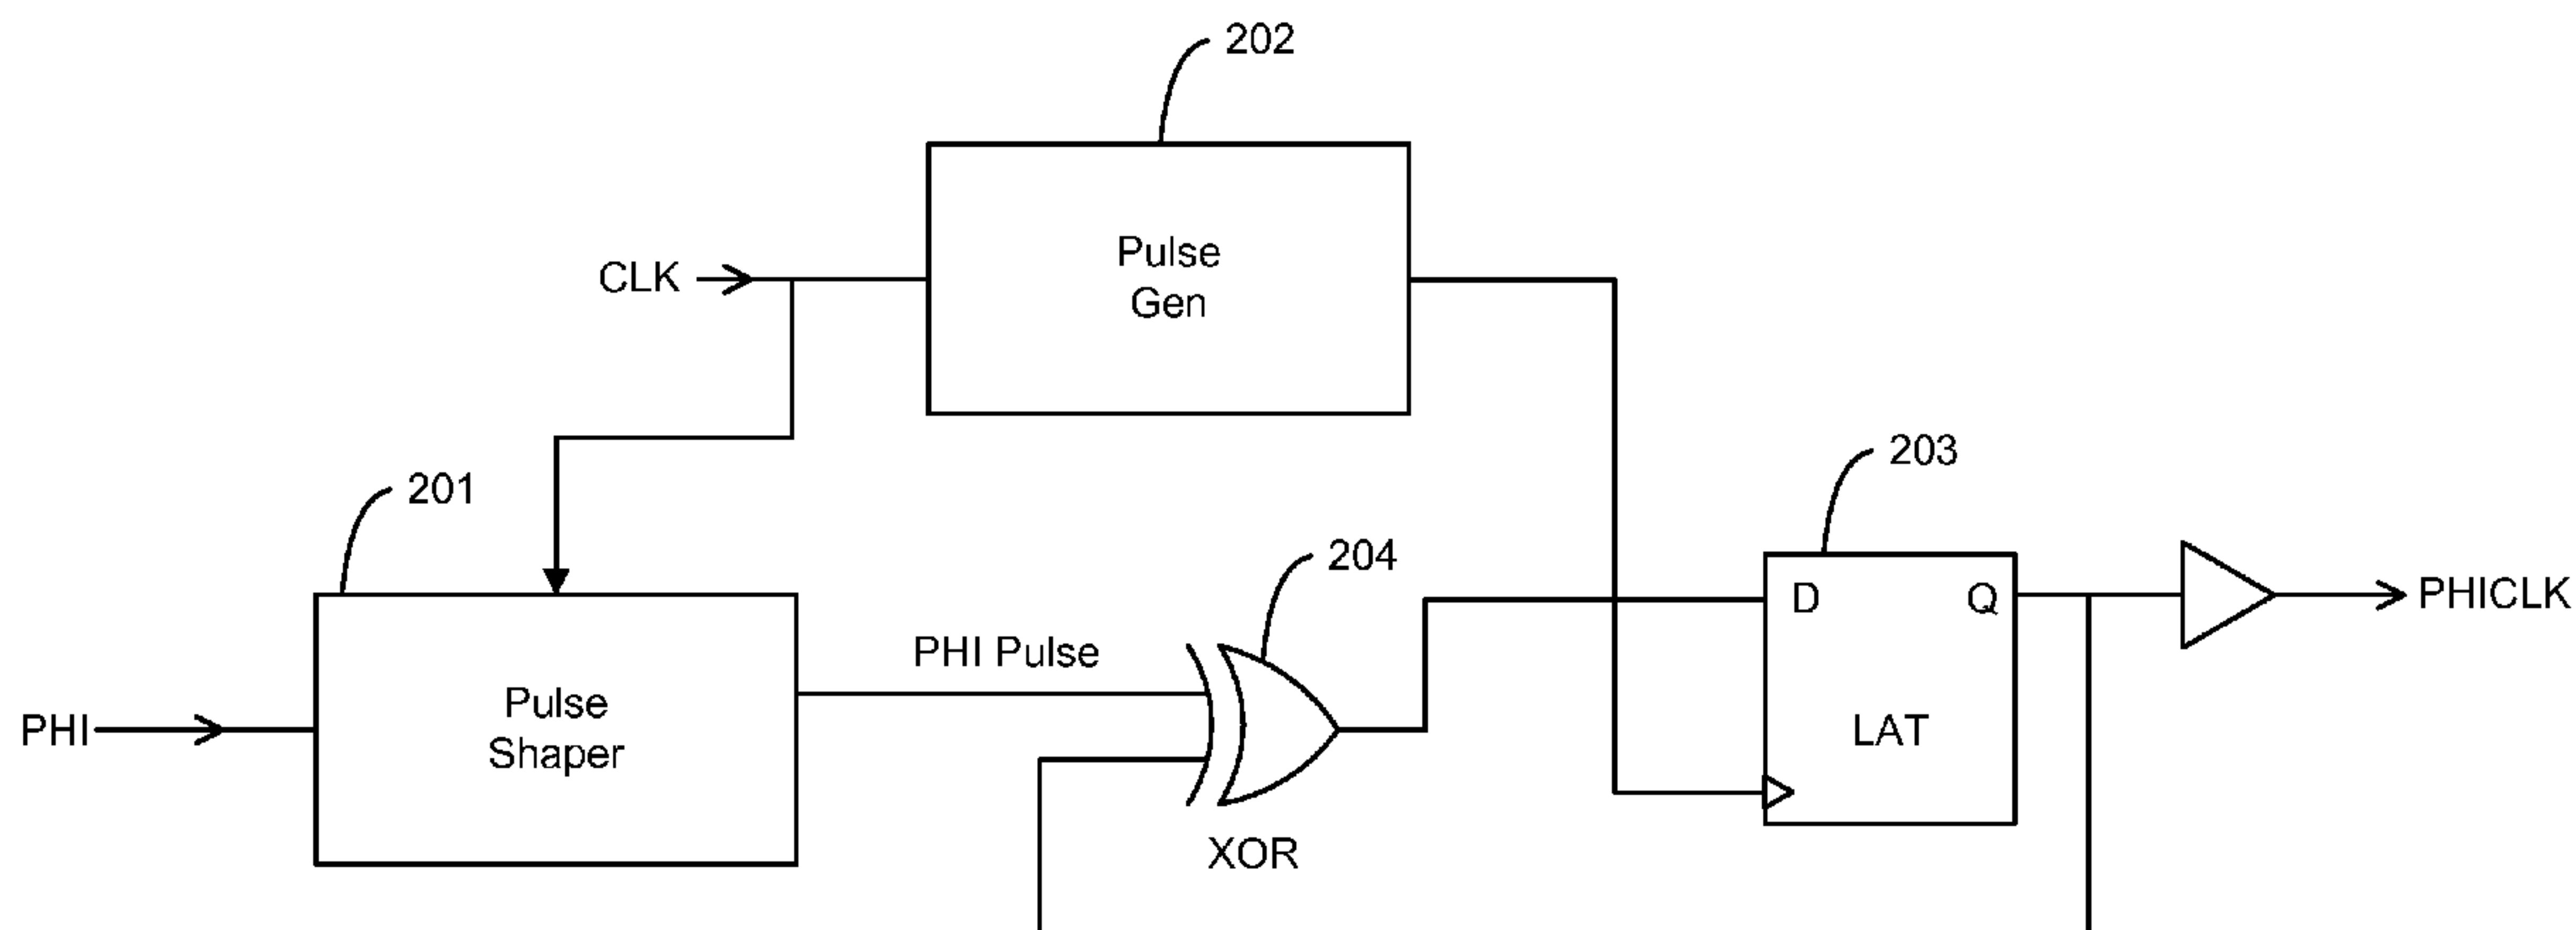 202
CLK
Pulse
Gen
203
201
204
D
Q
PHICLK
PHI Pulse
Pulse
Shaper
PHI
LAT
XOR